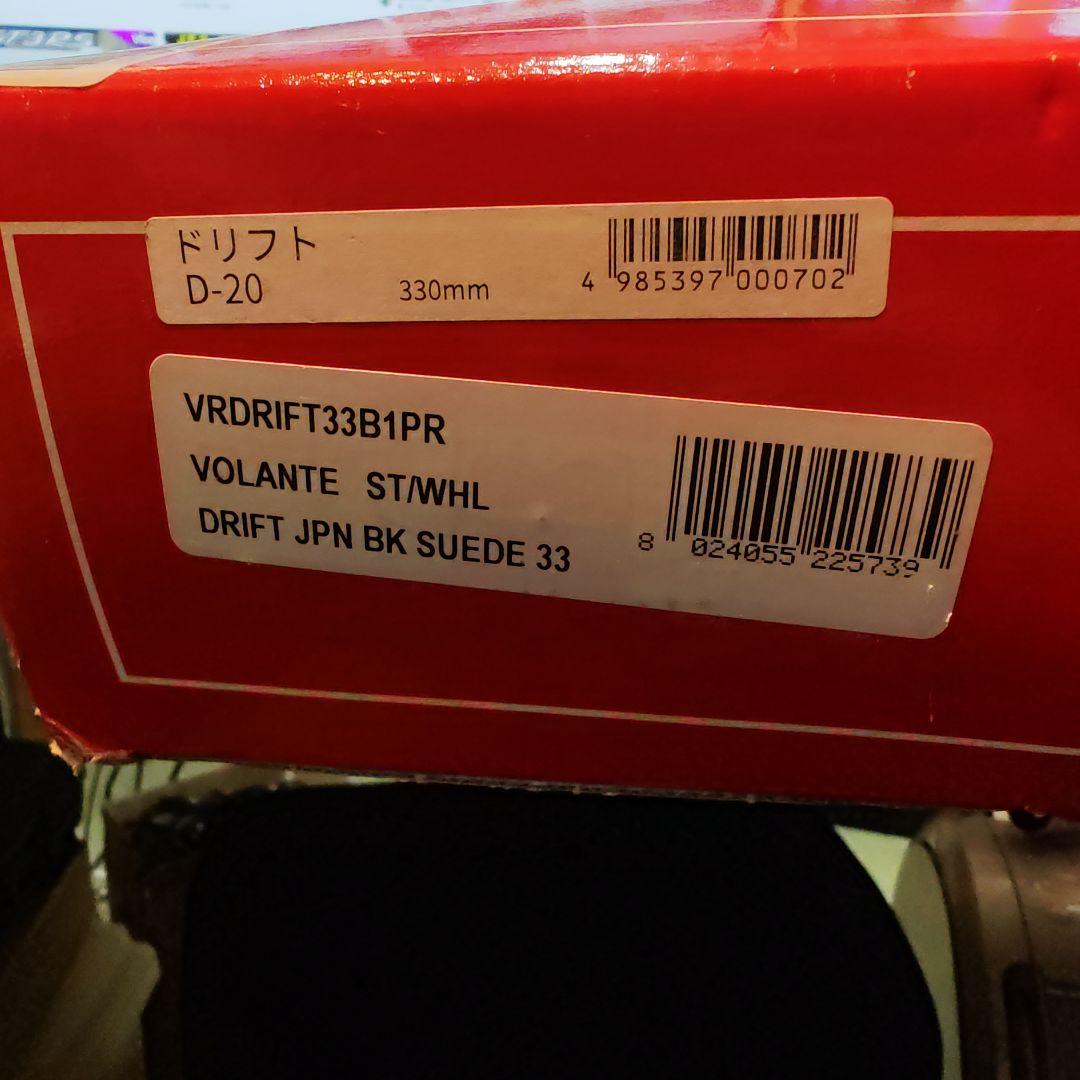 ドリフト
D-20 330mm
4 985397 000702
VRDRIFT33B1PR
VOLANTE ST/WHL
DRIFT JPN BK SUEDE 33
8 024055 225739